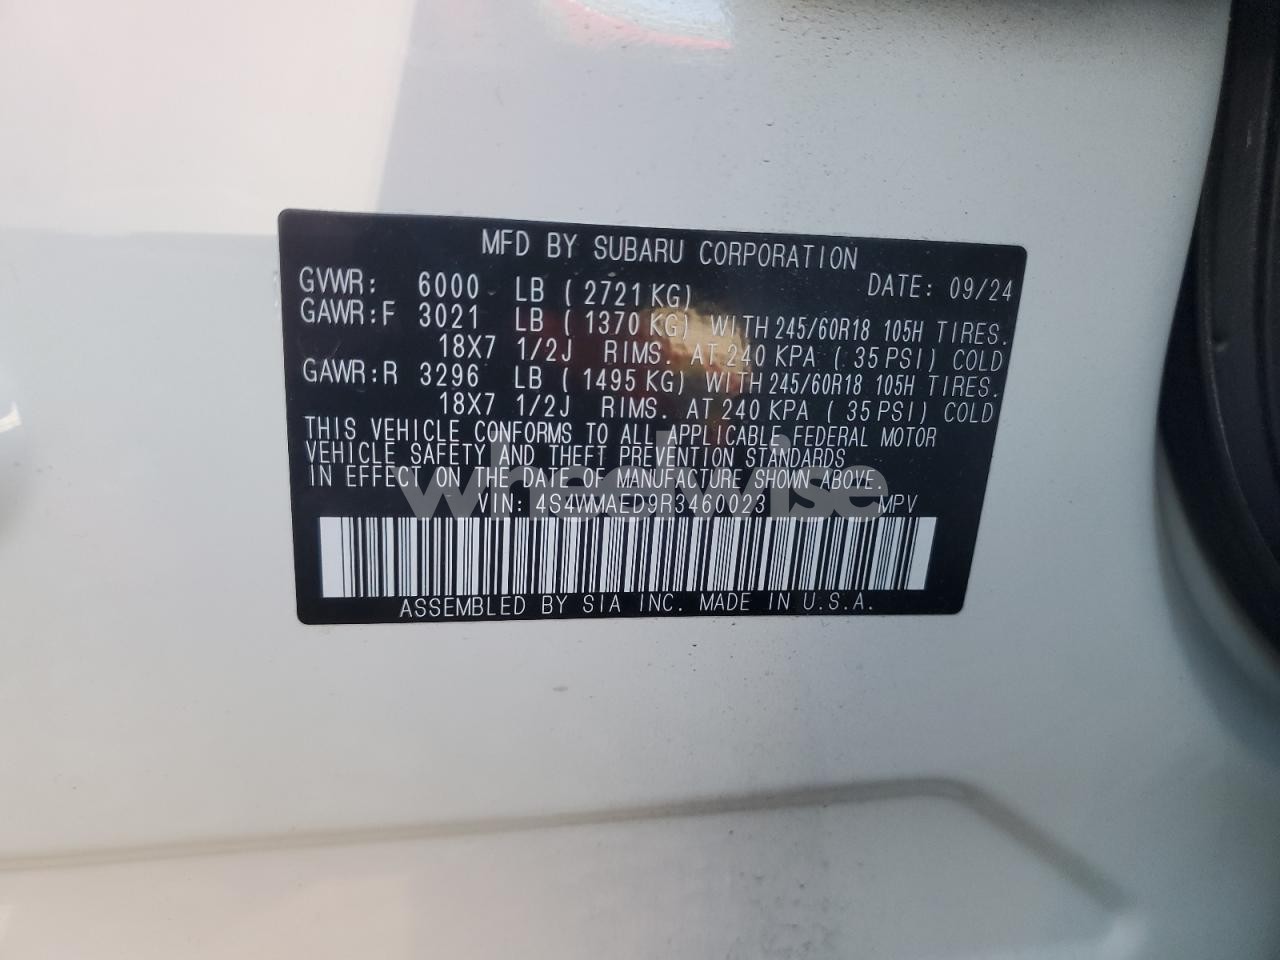 MFD BY SUBARU CORPORATION
GVWR: 6000 LB ( 2721 KG) DATE: 09/24
GAWR:F 3021 LB ( 1370 KG) WITH 245/60R18 105H TIRES.
18X7 1/2J RIMS. AT 240 KPA ( 35 PSI) COLD
GAWR:R 3296 LB ( 1495 KG) WITH 245/60R18 105H TIRES.
18X7 1/2J RIMS. AT 240 KPA ( 35 PSI) COLD
THIS VEHICLE CONFORMS TO ALL APPLICABLE FEDERAL MOTOR
VEHICLE SAFETY AND THEFT PREVENTION STANDARDS
IN EFFECT ON THE DATE OF MANUFACTURE SHOWN ABOVE.
wheelwise
VIN: 4S4WMAED9R3460023 MPV
ASSEMBLED BY SIA INC. MADE IN U.S.A.